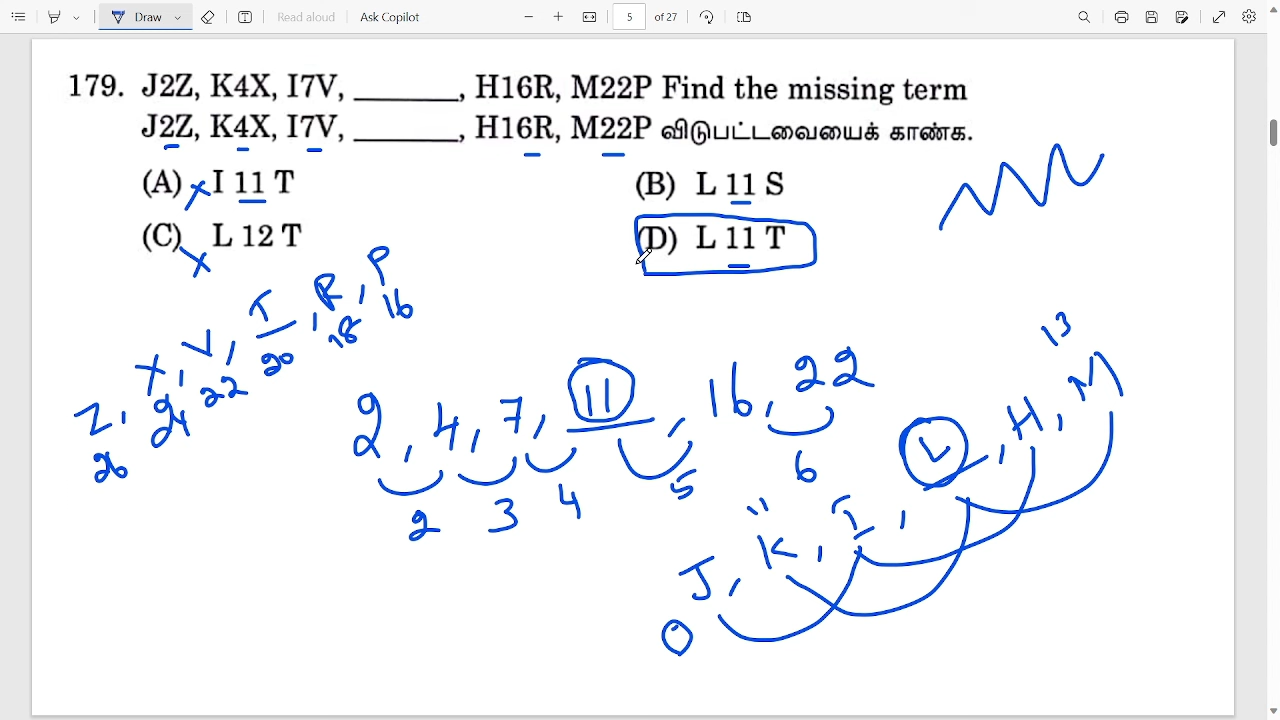 Draw
Read aloud
Ask Copilot
5 of 27
179. J2Z, K4X, I7V, ________, H16R, M22P Find the missing term
J2Z, K4X, I7V, ________, H16R, M22P விடுபட்டவையைக் காண்க.
(A) I 11 T
(B) L 11 S
(C) L 12 T
(D) L 11 T
Z, X, V, T, R, P
26 24 22 20 18 16
2, 4, 7, 11, 16, 22
2 3 4 5 6
J, K, I, L, H, M
11 13